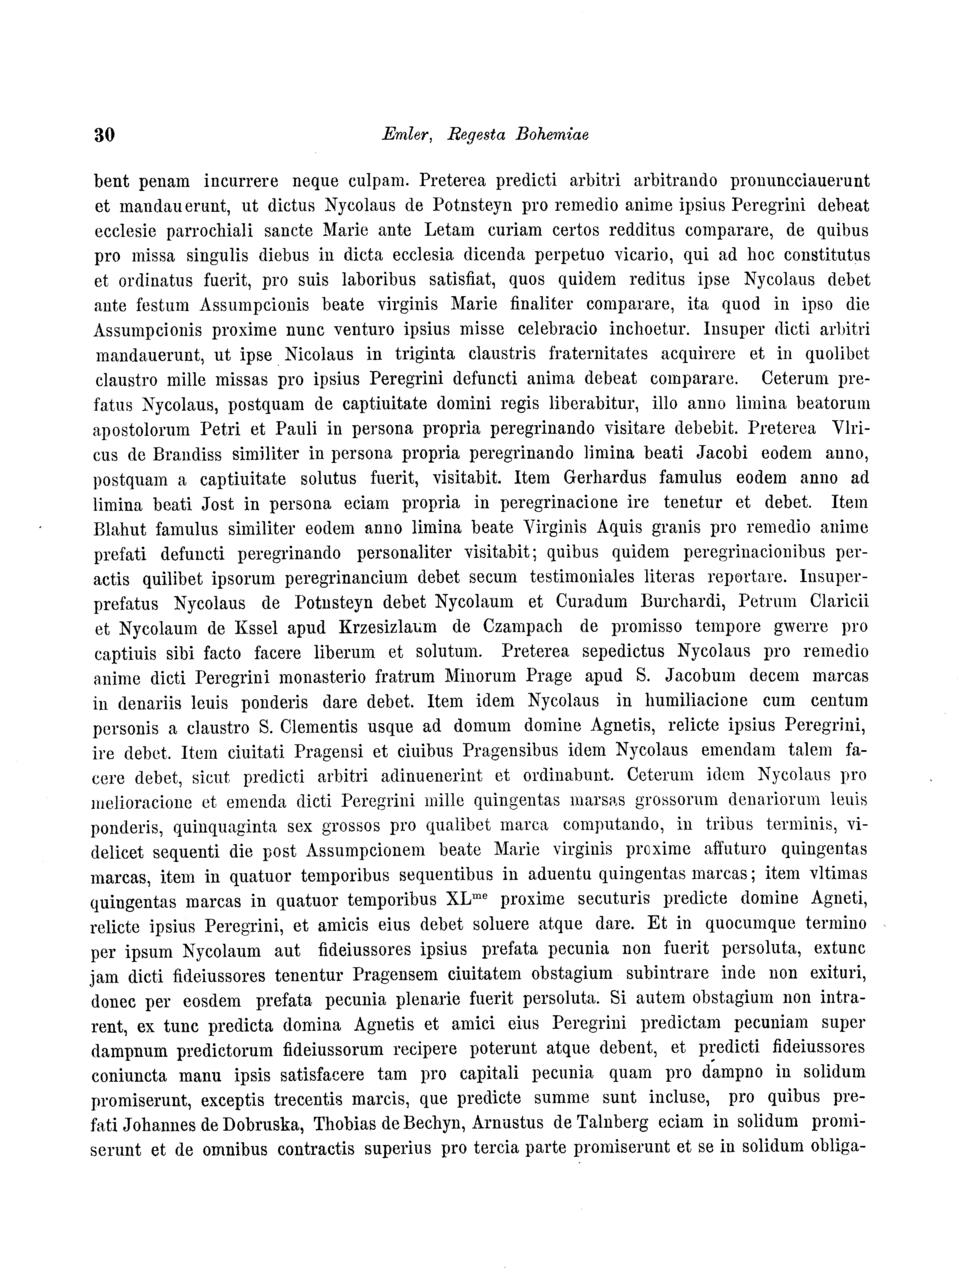 30 Emler, Regesta Bohemiae
bent penam incurrere neque culpam. Preterea predicti arbitri arbitrando pronuncciauerunt
et mandauerunt, ut dictus Nycolaus de Potnsteyn pro remedio anime ipsius Peregrini debeat
ecclesie parrochiali sancte Marie ante Letam curiam certos redditus comparare, de quibus
pro missa singulis diebus in dicta ecclesia dicenda perpetuo vicario, qui ad hoc constitutus
et ordinatus fuerit, pro suis laboribus satisfiat, quos quidem reditus ipse Nycolaus debet
ante festum Assumpcionis beate virginis Marie finaliter comparare, ita quod in ipso die
Assumpcionis proxime nunc venturo ipsius misse celebracio inchoetur. Insuper dicti arbitri
mandauerunt, ut ipse Nicolaus in triginta claustris fraternitates acquirere et in quolibet
claustro mille missas pro ipsius Peregrini defuncti anima debeat comparare. Ceterum pre-
fatus Nycolaus, postquam de captiuitate domini regis liberabitur, illo anno limina beatorum
apostolorum Petri et Pauli in persona propria peregrinando visitare debebit. Preterea Vlri-
cus de Brandiss similiter in persona propria peregrinando limina beati Jacobi eodem anno,
postquam a captiuitate solutus fuerit, visitabit. Item Gerhardus famulus eodem anno ad
limina beati Jost in persona eciam propria in peregrinacione ire tenetur et debet. Item
Blahut famulus similiter eodem anno limina beate Virginis Aquis granis pro remedio anime
prefati defuncti peregrinando personaliter visitabit; quibus quidem peregrinacionibus per-
actis quilibet ipsorum peregrinancium debet secum testimoniales literas reportare. Insuper-
prefatus Nycolaus de Potnsteyn debet Nycolaum et Curadum Burchardi, Petrum Claricii
et Nycolaum de Kssel apud Krzesizlaum de Czampach de promisso tempore gwerre pro
captiuis sibi facto facere liberum et solutum. Preterea sepedictus Nycolaus pro remedio
anime dicti Peregrini monasterio fratrum Minorum Prage apud S. Jacobum decem marcas
in denariis leuis ponderis dare debet. Item idem Nycolaus in humiliacione cum centum
personis a claustro S. Clementis usque ad domum domine Agnetis, relicte ipsius Peregrini,
ire debet. Item ciuitati Pragensi et ciuibus Pragensibus idem Nycolaus emendam talem fa-
cere debet, sicut predicti arbitri adinuenerint et ordinabunt. Ceterum idem Nycolaus pro
melioracione et emenda dicti Peregrini mille quingentas marsas grossorum denariorum leuis
ponderis, quinquaginta sex grossos pro qualibet marca computando, in tribus terminis, vi-
delicet sequenti die post Assumpcionem beate Marie virginis proxime affuturo quingentas
marcas, item in quatuor temporibus sequentibus in aduentu quingentas marcas; item vltimas
quingentas marcas in quatuor temporibus XLme proxime secuturis predicte domine Agneti,
relicte ipsius Peregrini, et amicis eius debet soluere atque dare. Et in quocumque termino
per ipsum Nycolaum aut fideiussores ipsius prefata pecunia non fuerit persoluta, extunc
jam dicti fideiussores tenentur Pragensem ciuitatem obstagium subintrare inde non exituri,
donec per eosdem prefata pecunia plenarie fuerit persoluta. Si autem obstagium non intra-
rent, ex tunc predicta domina Agnetis et amici eius Peregrini predictam pecuniam super
dampnum predictorum fideiussorum recipere poterunt atque debent, et predicti fideiussores
coniuncta manu ipsis satisfacere tam pro capitali pecunia quam pro dampno in solidum
promiserunt, exceptis trecentis marcis, que predicte summe sunt incluse, pro quibus pre-
fati Johannes de Dobruska, Thobias de Bechyn, Arnustus de Talnberg eciam in solidum promi-
serunt et de omnibus contractis superius pro tercia parte promiserunt et se in solidum obliga-